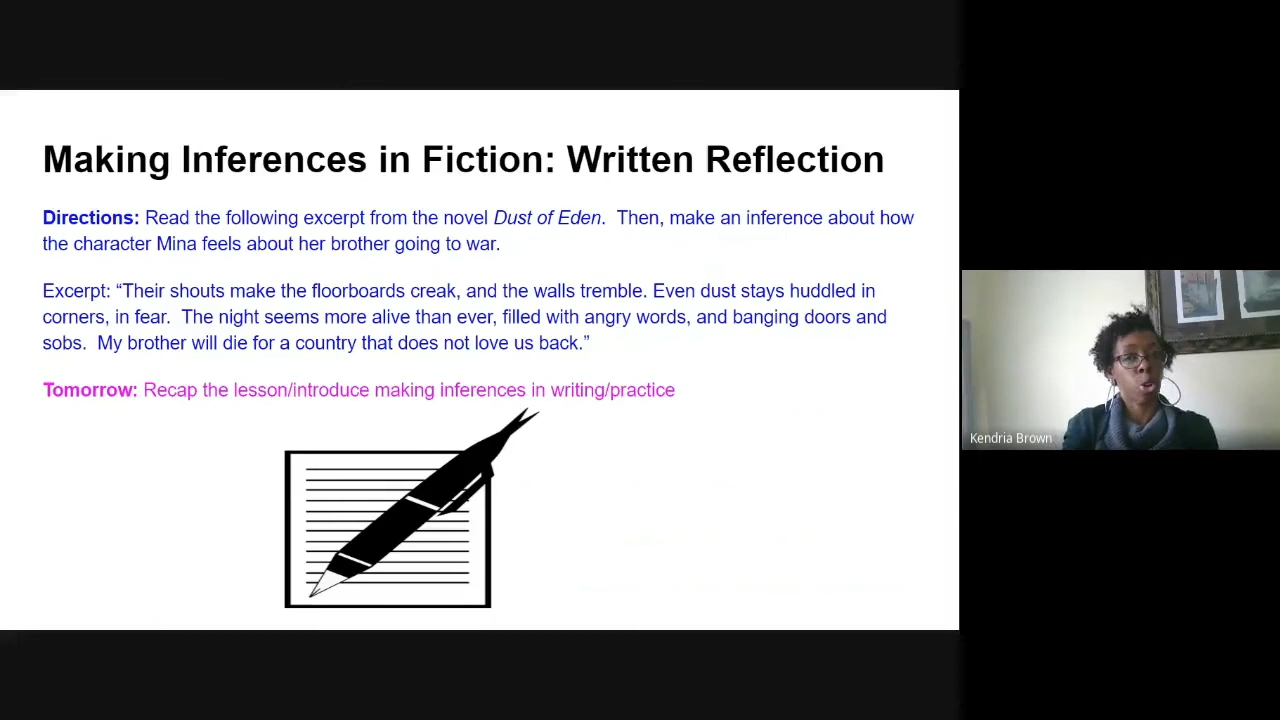 Making Inferences in Fiction: Written Reflection
Directions: Read the following excerpt from the novel Dust of Eden.  Then, make an inference about how
the character Mina feels about her brother going to war.
Excerpt: “Their shouts make the floorboards creak, and the walls tremble. Even dust stays huddled in
corners, in fear.  The night seems more alive than ever, filled with angry words, and banging doors and
sobs.  My brother will die for a country that does not love us back.”
Tomorrow: Recap the lesson/introduce making inferences in writing/practice
Kendria Brown